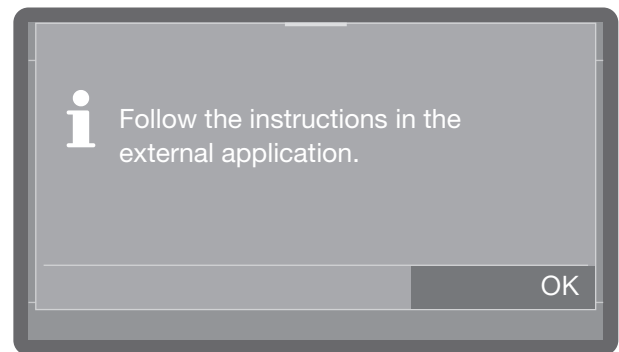 Follow the instructions in the
external application.
OK